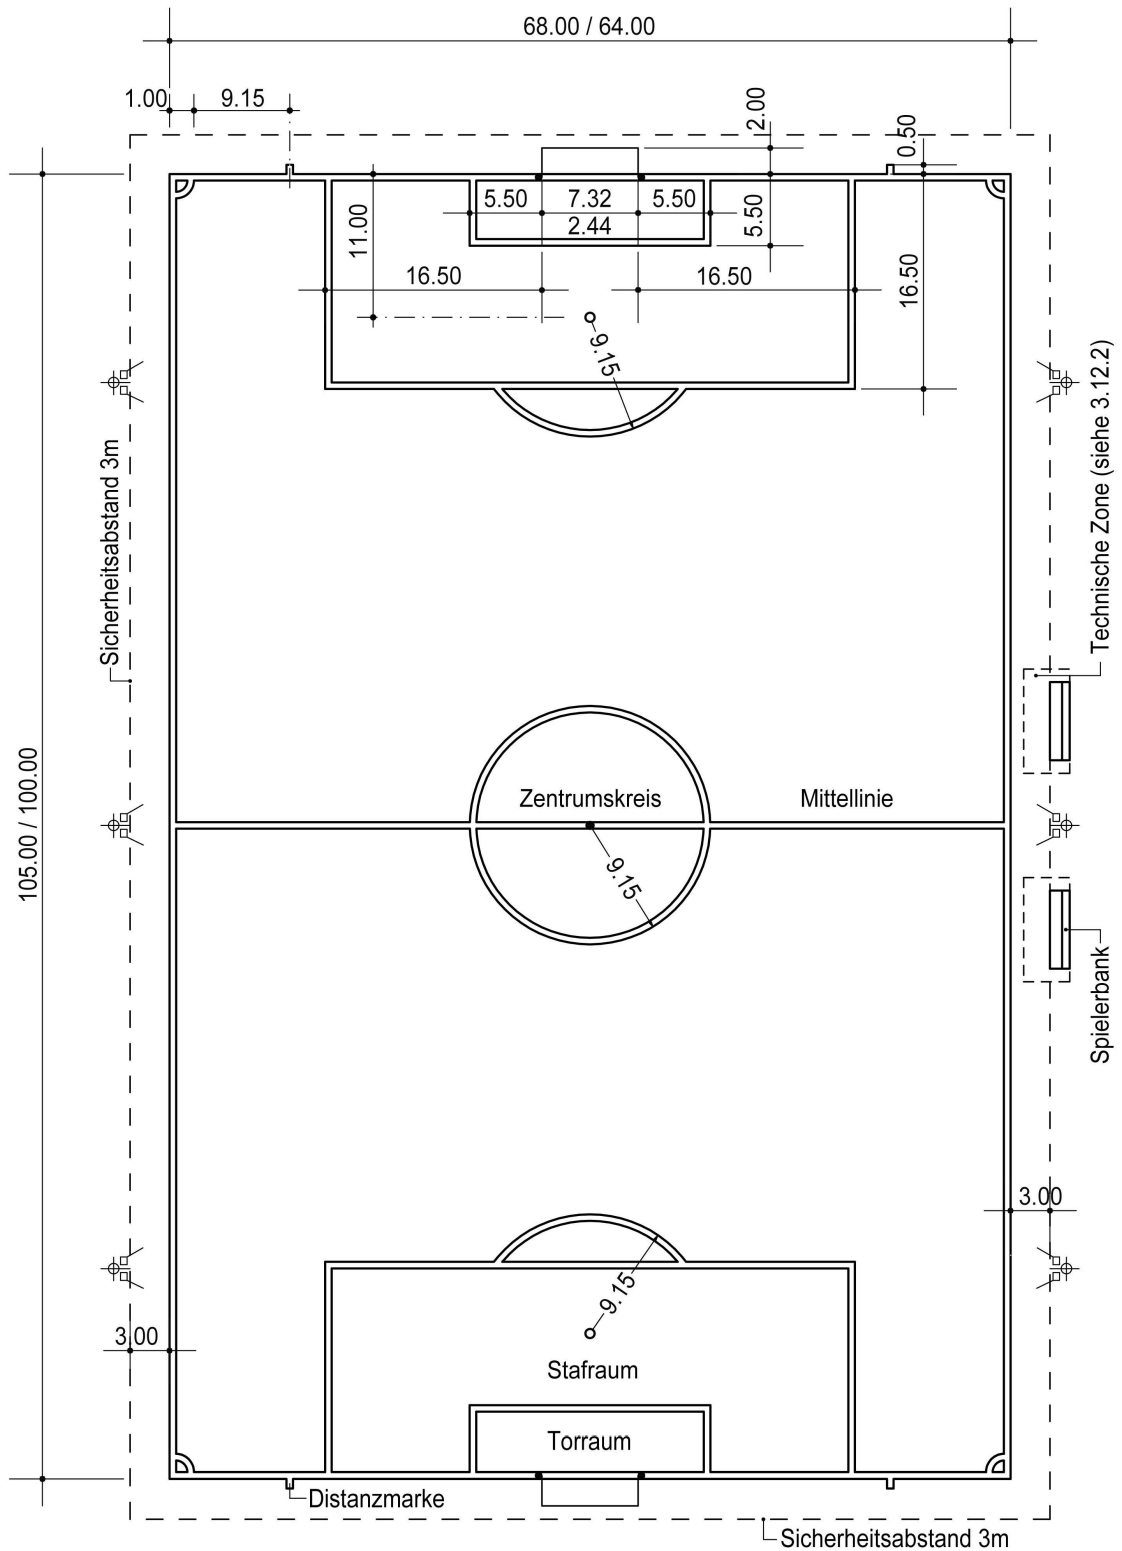 68.00 / 64.00
1.00
9.15
2.00
0.50
5.50
7.32
5.50
2.44
5.50
11.00
16.50
16.50
16.50
9.15
Technische Zone (siehe 3.12.2)
Sicherheitsabstand 3m
105.00 / 100.00
Zentrumskreis
Mittellinie
9.15
Spielerbank
3.00
9.15
3.00
Stafraum
Torraum
Distanzmarke
Sicherheitsabstand 3m